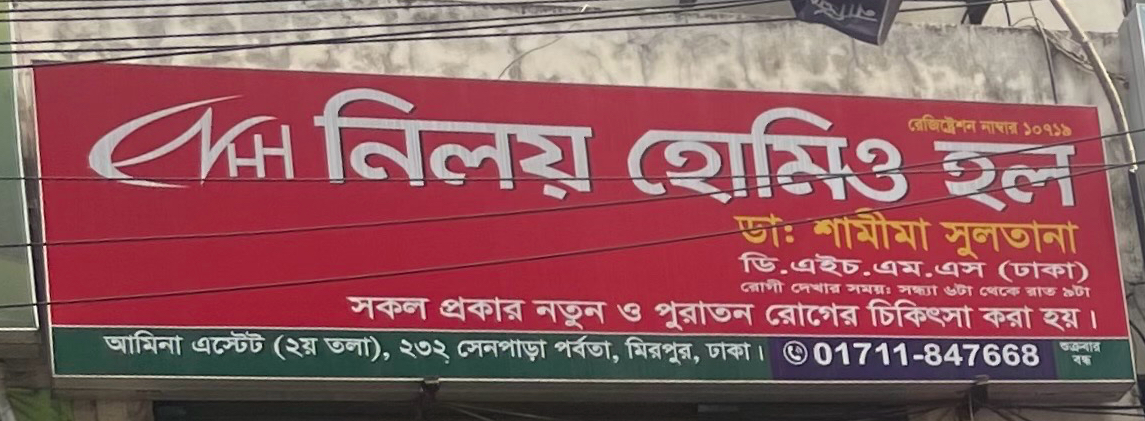 রেজিষ্ট্রেশন নাম্বার ১০৭১৯
NHH নিলয় হোমিও হল
ডা: শামীমা সুলতানা
ডি.এইচ.এম.এস (ঢাকা)
রোগী দেখার সময়: সন্ধ্যা ৬টা থেকে রাত ৯টা
সকল প্রকার নতুন ও পুরাতন রোগের চিকিৎসা করা হয়।
আমিনা এস্টেট (২য় তলা), ২৩২ সেনপাড়া পর্বতা, মিরপুর, ঢাকা। 01711-847668 শুক্রবার
বন্ধ